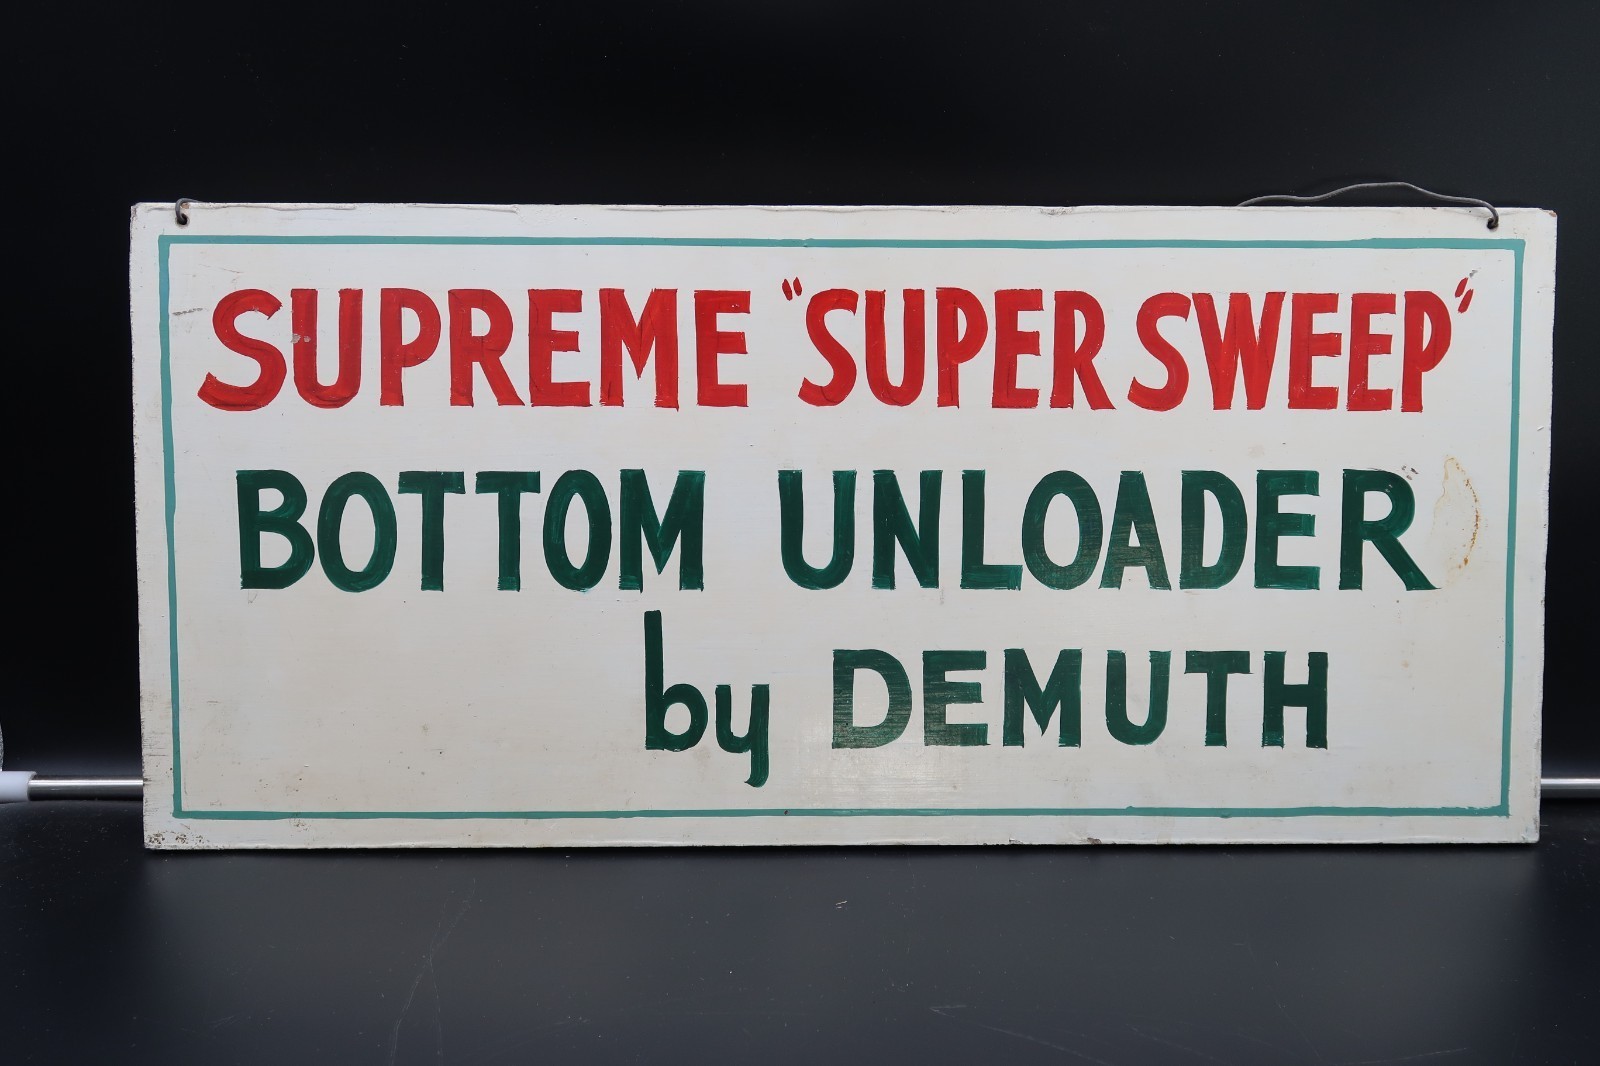 SUPREME "SUPER SWEEP"
BOTTOM UNLOADER
by DEMUTH